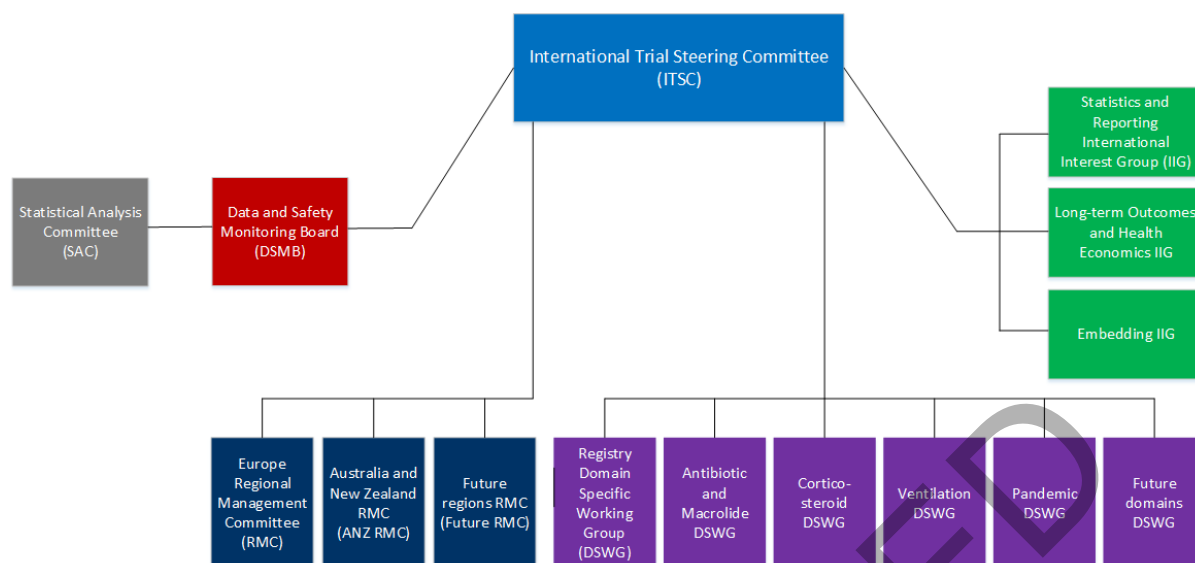 International Trial Steering Committee
(ITSC)
Statistics and
Reporting
International
Interest Group (IIG)
Statistical Analysis
Committee
(SAC)
Data and Safety
Monitoring Board
(DSMB)
Long-term Outcomes
and Health
Economics IIG
Embedding IIG
Europe
Regional
Management
Committee
(RMC)
Australia and
New Zealand
RMC
(ANZ RMC)
Future
regions RMC
(Future RMC)
Registry
Domain
Specific
Working
Group
(DSWG)
Antibiotic
and
Macrolide
DSWG
Cortico-
steroid
DSWG
Ventilation
DSWG
Pandemic
DSWG
Future
domains
DSWG